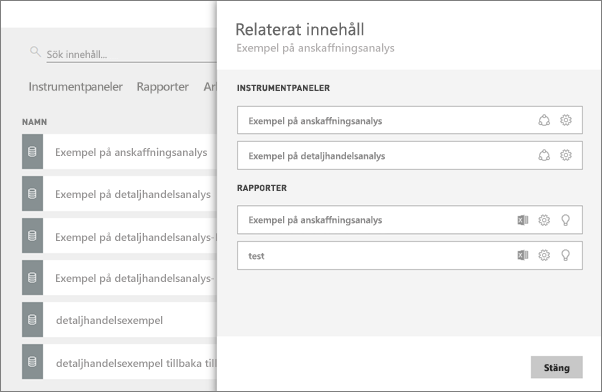 Sök innehåll...
Instrumentpaneler Rapporter
NAMN
Exempel på anskaffningsanalys
Exempel på detaljhandelsanalys
Exempel på detaljhandelsanalys-
Exempel på detaljhandelsanalys-
detaljhandelsexempel
detaljhandelsexempel tillbaka
Relaterat innehåll
Exempel på anskaffningsanalys
INSTRUMENTPANELER
Exempel på anskaffningsanalys
Exempel på detaljhandelsanalys
RAPPORTER
Exempel på anskaffningsanalys
test
Stäng